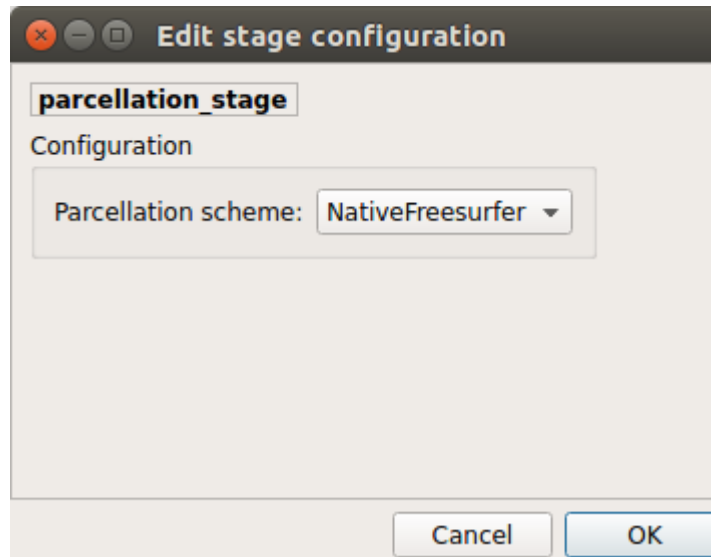 Edit stage configuration
parcellation_stage
Configuration
Parcellation scheme: NativeFreesurfer
Cancel OK